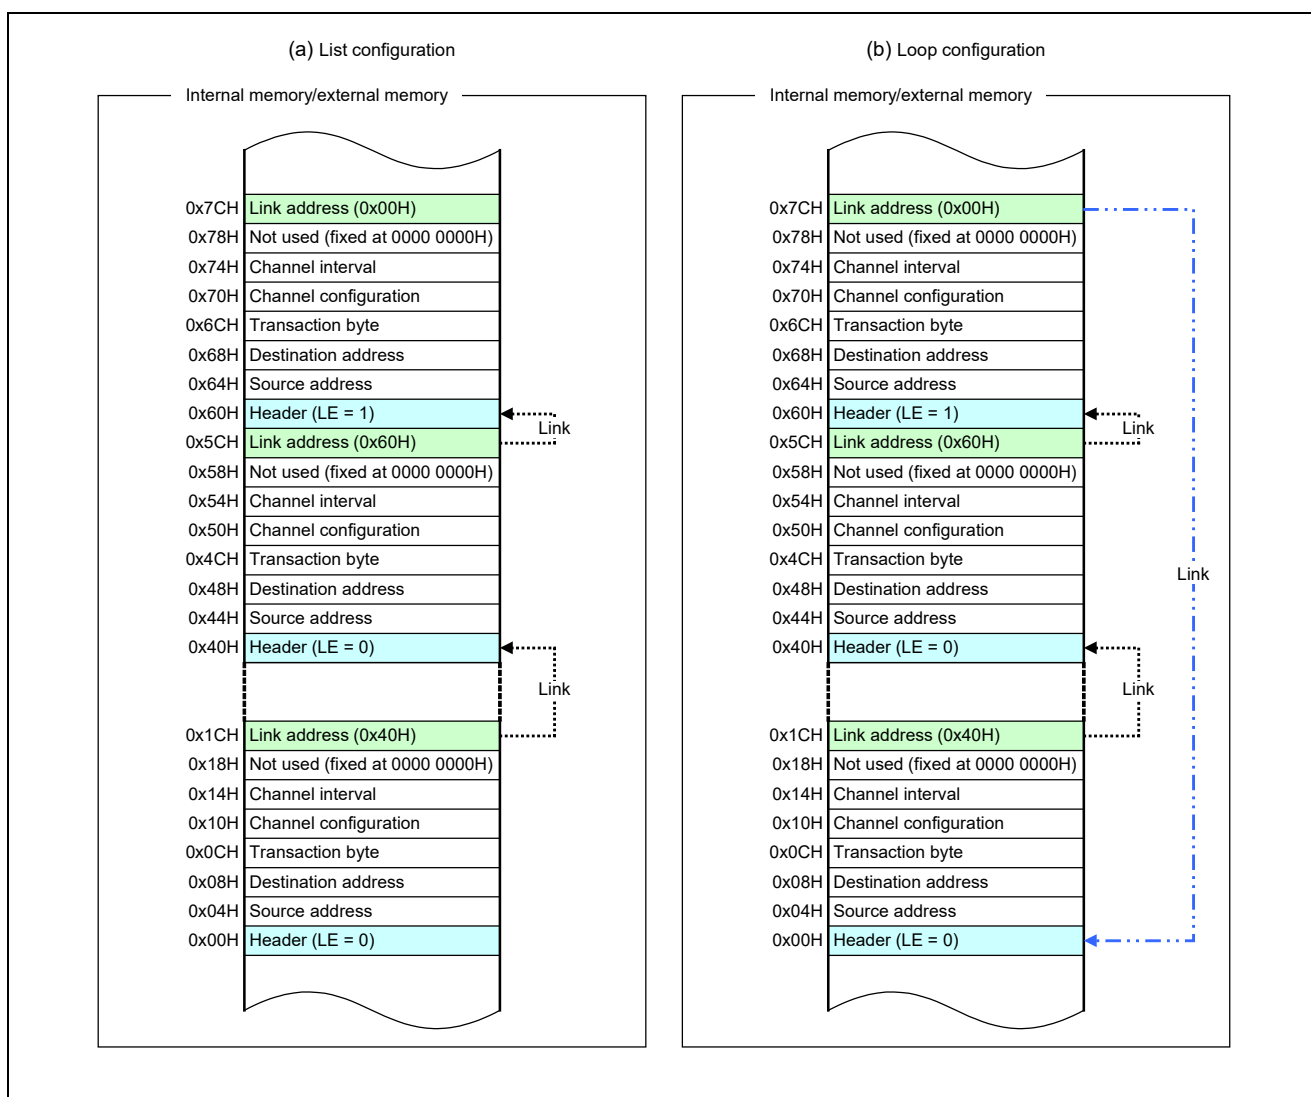 (a) List configuration
Internal memory/external memory
0x7CH Link address (0x00H)
0x78H Not used (fixed at 0000 0000H)
0x74H Channel interval
0x70H Channel configuration
0x6CH Transaction byte
0x68H Destination address
0x64H Source address
0x60H Header (LE = 1)
Link
0x5CH Link address (0x60H)
0x58H Not used (fixed at 0000 0000H)
0x54H Channel interval
0x50H Channel configuration
0x4CH Transaction byte
0x48H Destination address
0x44H Source address
0x40H Header (LE = 0)
Link
0x1CH Link address (0x40H)
0x18H Not used (fixed at 0000 0000H)
0x14H Channel interval
0x10H Channel configuration
0x0CH Transaction byte
0x08H Destination address
0x04H Source address
0x00H Header (LE = 0)
(b) Loop configuration
Internal memory/external memory
0x7CH Link address (0x00H)
0x78H Not used (fixed at 0000 0000H)
0x74H Channel interval
0x70H Channel configuration
0x6CH Transaction byte
0x68H Destination address
0x64H Source address
0x60H Header (LE = 1)
Link
0x5CH Link address (0x60H)
0x58H Not used (fixed at 0000 0000H)
0x54H Channel interval
0x50H Channel configuration
0x4CH Transaction byte
Link
0x48H Destination address
0x44H Source address
0x40H Header (LE = 0)
Link
0x1CH Link address (0x40H)
0x18H Not used (fixed at 0000 0000H)
0x14H Channel interval
0x10H Channel configuration
0x0CH Transaction byte
0x08H Destination address
0x04H Source address
0x00H Header (LE = 0)